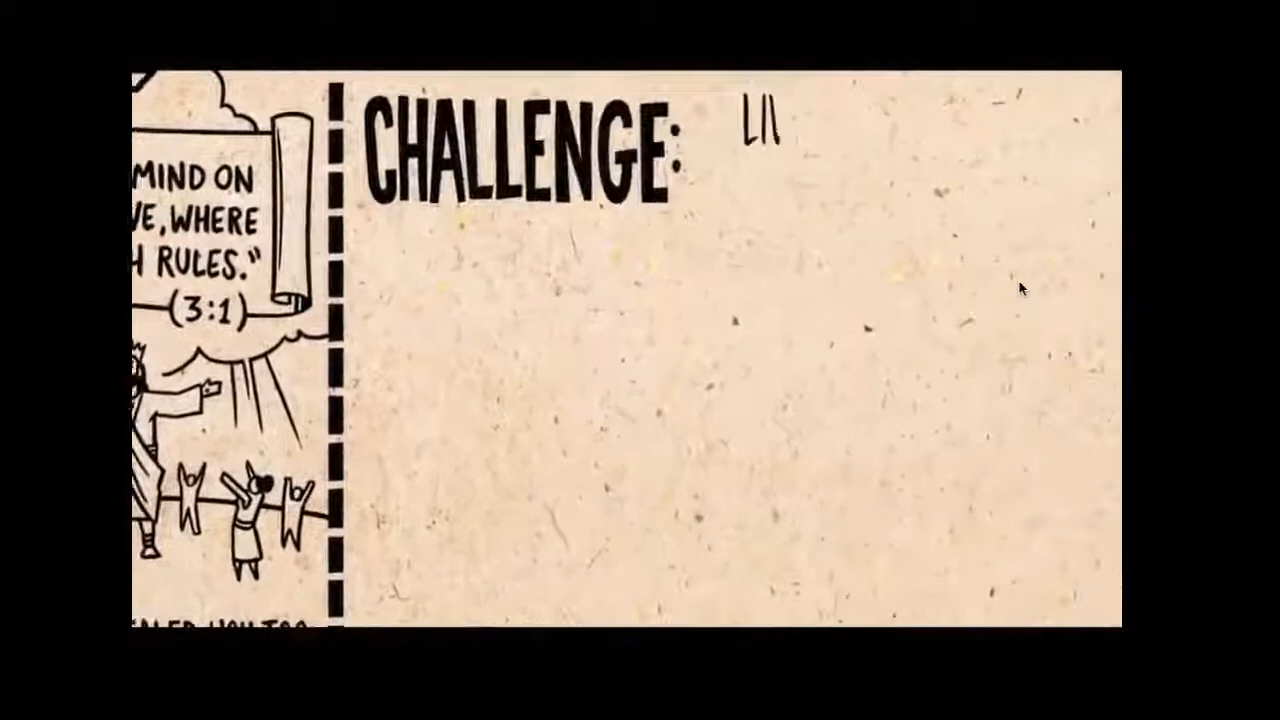 MIND ON
VE, WHERE
H RULES."
(3:1)
CHALLENGE: